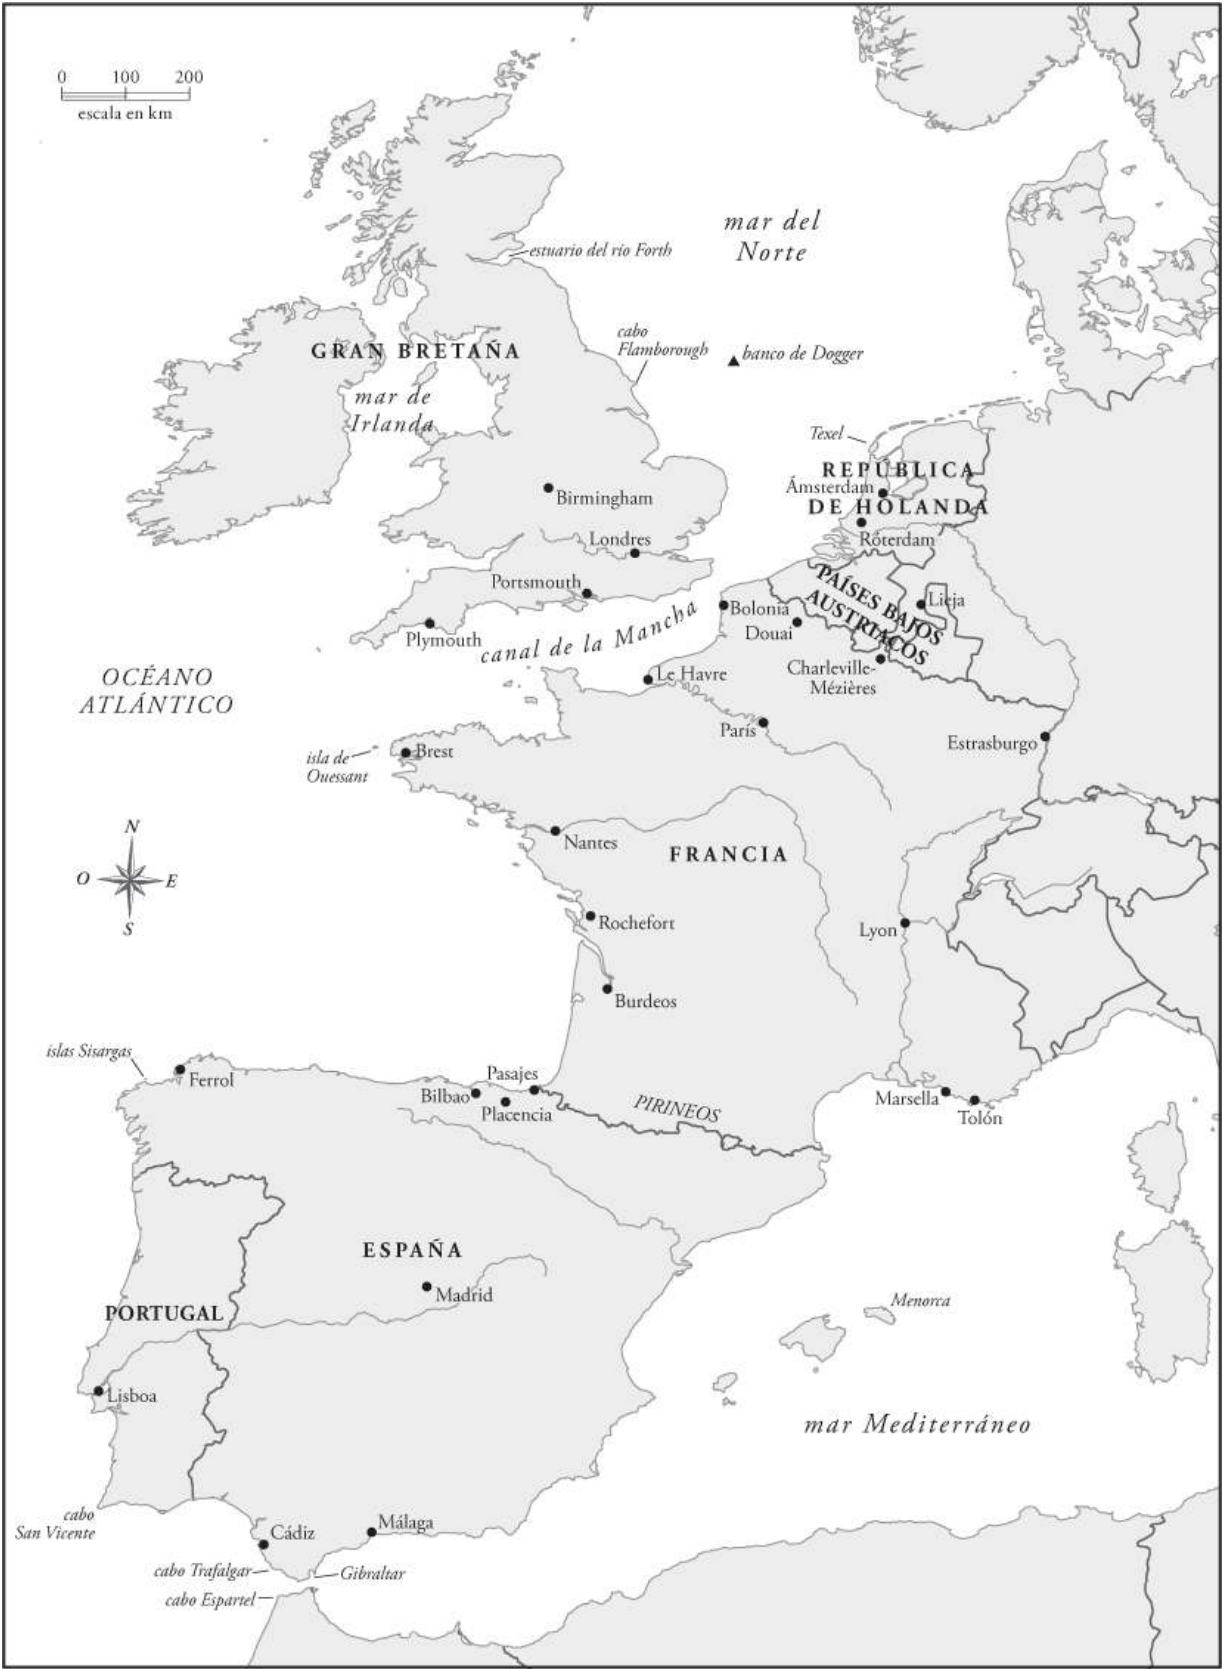 0 100 200
escala en km
mar del
Norte
estuario del río Forth
cabo
Flamborough
banco de Dogger
GRAN BRETAÑA
mar de
Irlanda
Texel
REPÚBLICA
Ámsterdam
DE HOLANDA
Róterdam
Birmingham
Londres
Portsmouth
Plymouth
canal de la Mancha
PAÍSES BAJOS
AUSTRIACOS
Lieja
Bolonia
Douai
Charleville-
Mézières
Le Havre
OCÉANO
ATLÁNTICO
París
Estrasburgo
isla de
Ouessant
Brest
N
O
E
S
Nantes
FRANCIA
Rochefort
Lyon
Burdeos
islas Sisargas
Ferrol
Pasajes
Bilbao
Placencia
PIRINEOS
Marsella
Tolón
ESPAÑA
Madrid
PORTUGAL
Menorca
Lisboa
mar Mediterráneo
cabo
San Vicente
Cádiz
Málaga
cabo Trafalgar
Gibraltar
cabo Espartel